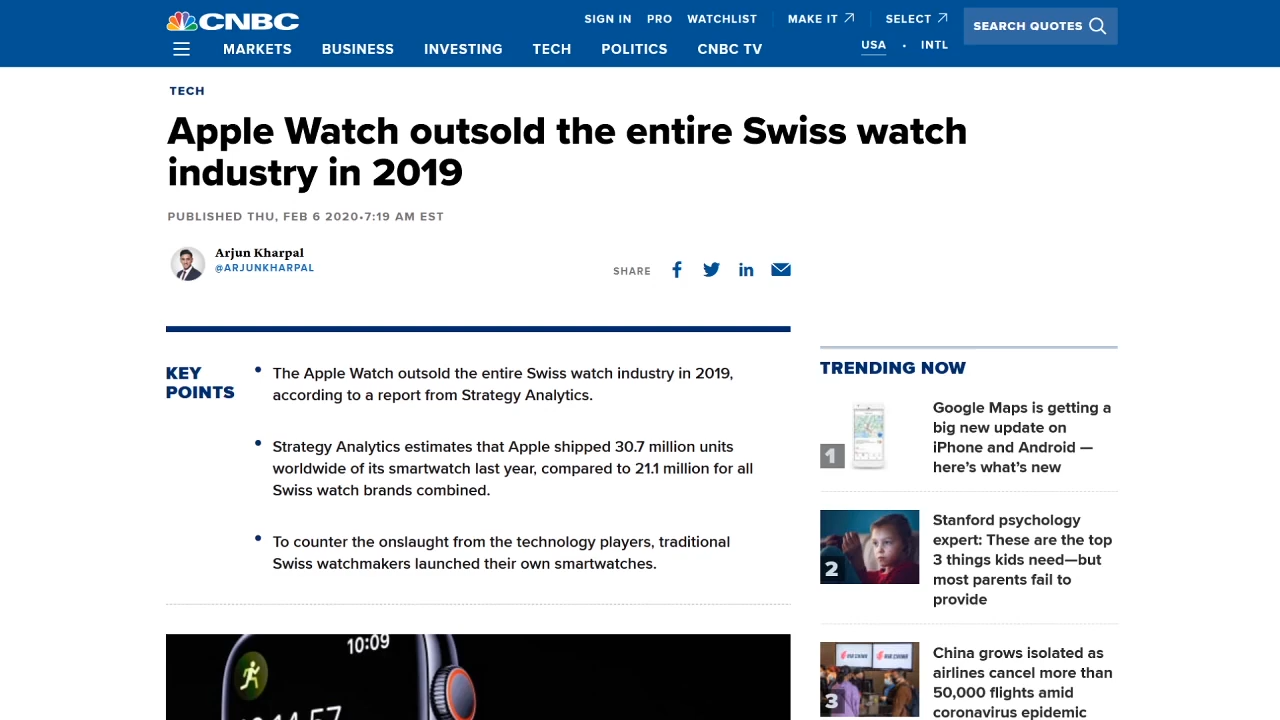 CNBC
SIGN IN PRO WATCHLIST MAKE IT SELECT
SEARCH QUOTES
MARKETS BUSINESS INVESTING TECH POLITICS CNBC TV
USA • INTL
TECH
Apple Watch outsold the entire Swiss watch
industry in 2019
PUBLISHED THU, FEB 6 2020•7:19 AM EST
Arjun Kharpal
@ARJUNKHARPAL
SHARE
KEY
POINTS
• The Apple Watch outsold the entire Swiss watch industry in 2019,
according to a report from Strategy Analytics.
• Strategy Analytics estimates that Apple shipped 30.7 million units
worldwide of its smartwatch last year, compared to 21.1 million for all
Swiss watch brands combined.
• To counter the onslaught from the technology players, traditional
Swiss watchmakers launched their own smartwatches.
10:09
TRENDING NOW
1
Google Maps is getting a
big new update on
iPhone and Android —
here's what's new
2
Stanford psychology
expert: These are the top
3 things kids need—but
most parents fail to
provide
3
China grows isolated as
airlines cancel more than
50,000 flights amid
coronavirus epidemic